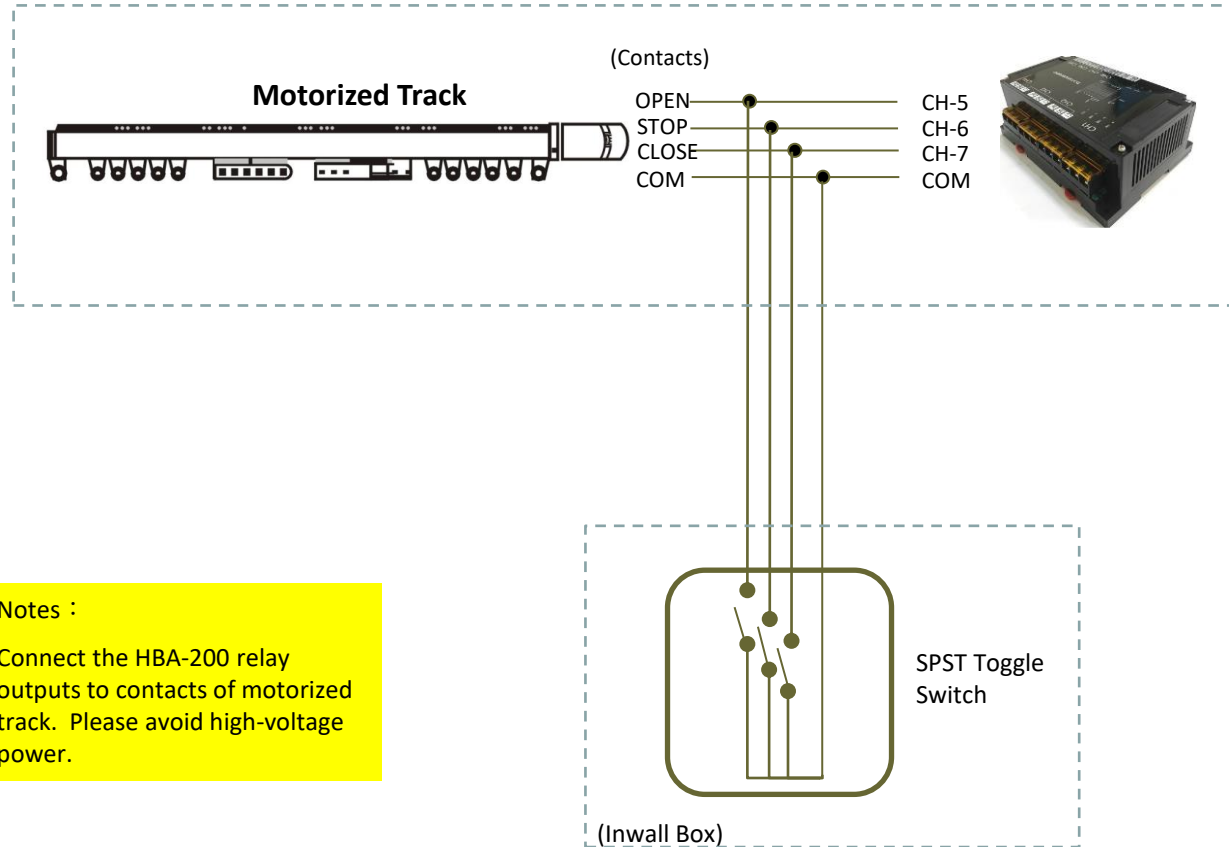 (Contacts)
Motorized Track
OPEN
CH-5
STOP
CH-6
CLOSE
CH-7
COM
COM
Notes：
Connect the HBA-200 relay
outputs to contacts of motorized
track. Please avoid high-voltage
power.
SPST Toggle
Switch
(Inwall Box)